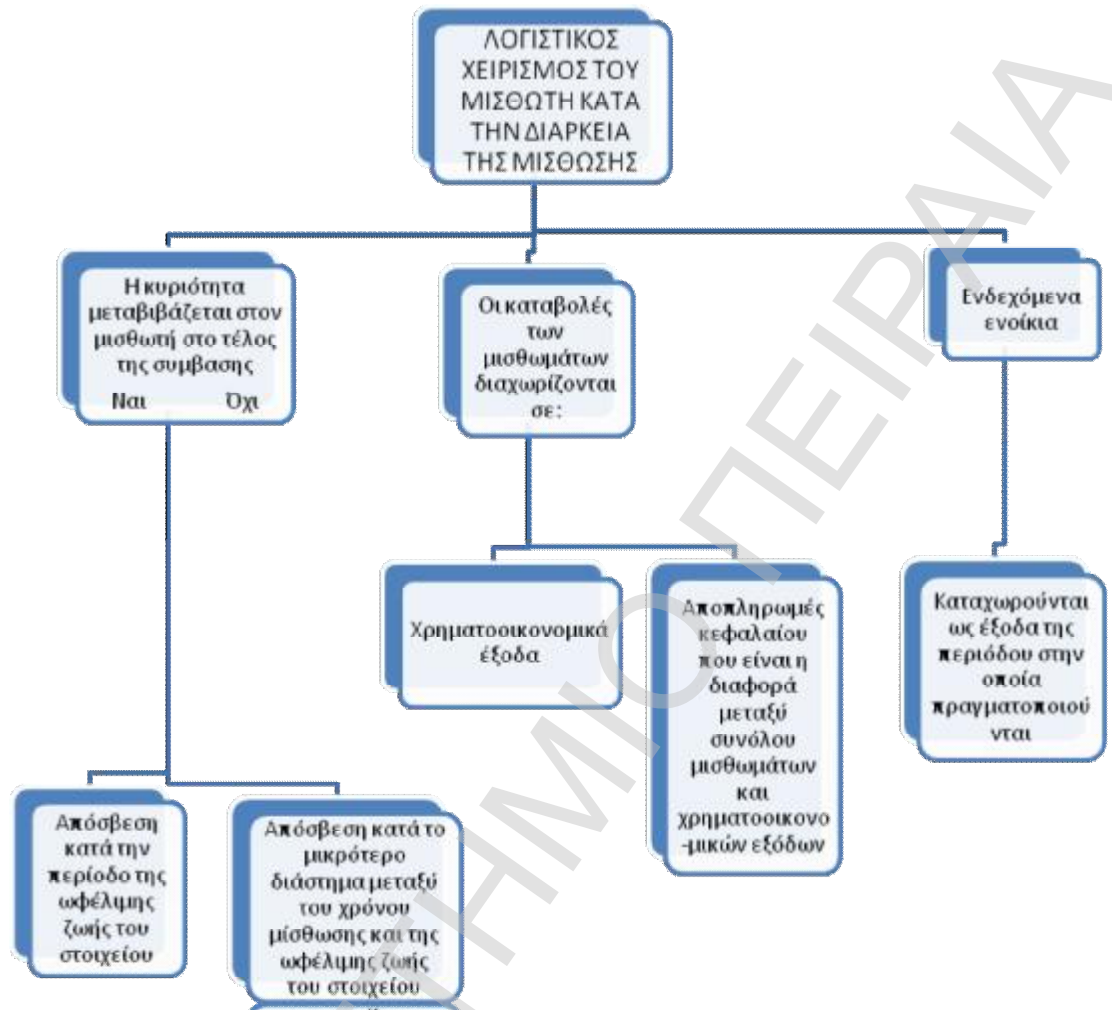 ΛΟΓΙΣΤΙΚΟΣ
ΧΕΙΡΙΣΜΟΣ ΤΟΥ
ΜΙΣΘΩΤΗ ΚΑΤΑ
ΤΗΝ ΔΙΑΡΚΕΙΑ
ΤΗΣ ΜΙΣΘΩΣΗΣ
Η κυριότητα
μεταβιβάζεται στον
μισθωτή στο τέλος
της συμβασης
Ναι Όχι
Οι καταβολές
των
μισθωμάτων
διαχωρίζονται
σε:
Ενδεχόμενα
ενοίκια
Χρηματοοικονομικά
έξοδα
Αποπληρωμές
κεφαλαίου
που είναι η
διαφορά
μεταξύ
συνόλου
μισθωμάτων
και
χρηματοοικονο
-μικών εξόδων
Καταχωρούνται
ως έξοδα της
περιόδου στην
οποία
πραγματοποιού
νται
Απόσβεση
κατά την
περίοδο της
ωφέλιμης
ζωής του
στοιχείου
Απόσβεση κατά το
μικρότερο
διάστημα μεταξύ
του χρόνου
μίσθωσης και της
ωφέλιμης ζωής
του στοιχείου
ΤΗΜΙΟ ΠΕΙΡΑΙΑ